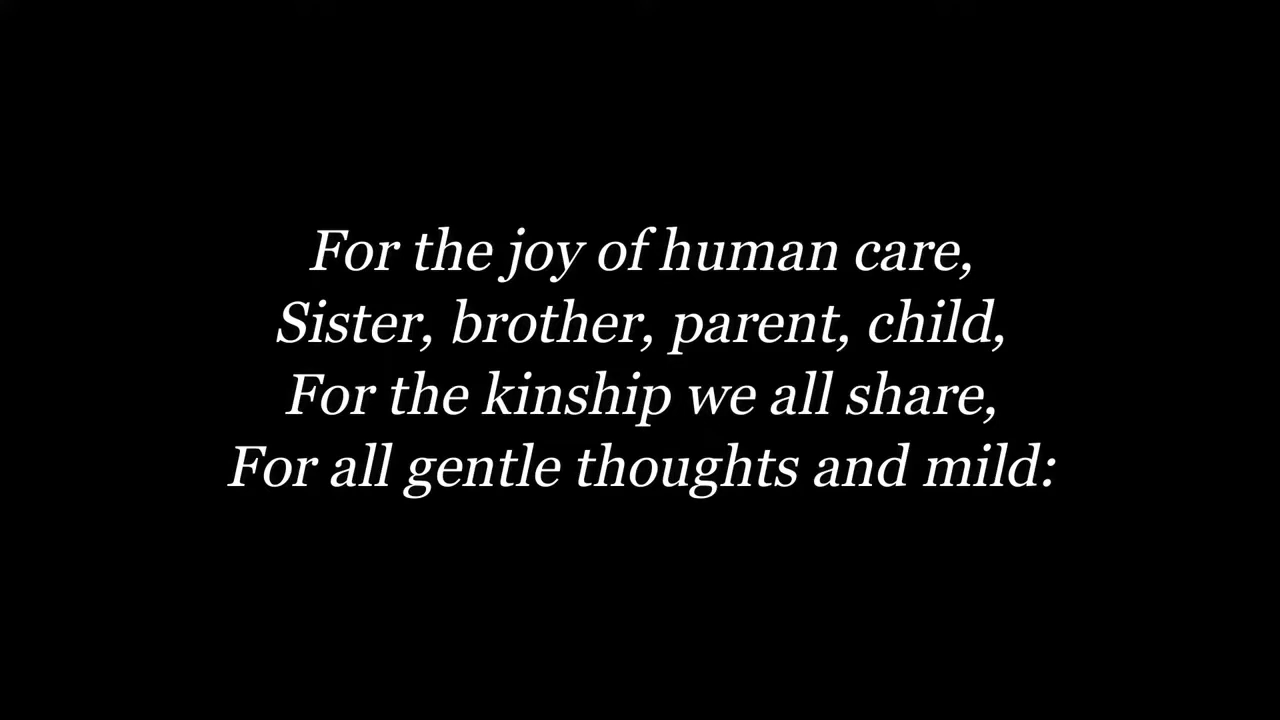 For the joy of human care,
Sister, brother, parent, child,
For the kinship we all share,
For all gentle thoughts and mild: